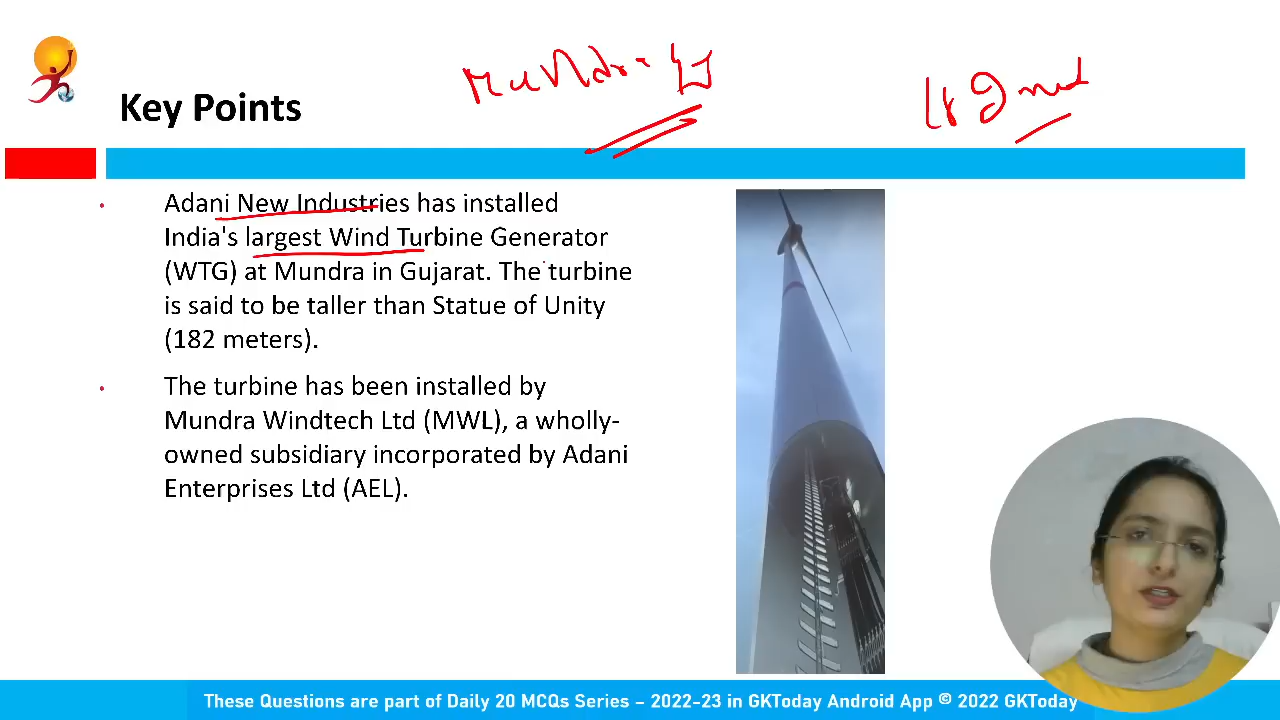 Mundra
Key Points
• Adani New Industries has installed
India's largest Wind Turbine Generator
(WTG) at Mundra in Gujarat. The turbine
is said to be taller than Statue of Unity
(182 meters).
• The turbine has been installed by
Mundra Windtech Ltd (MWL), a wholly-
owned subsidiary incorporated by Adani
Enterprises Ltd (AEL).
These Questions are part of Daily 20 MCQs Series – 2022-23 in GKToday Android App © 2022 GKToday